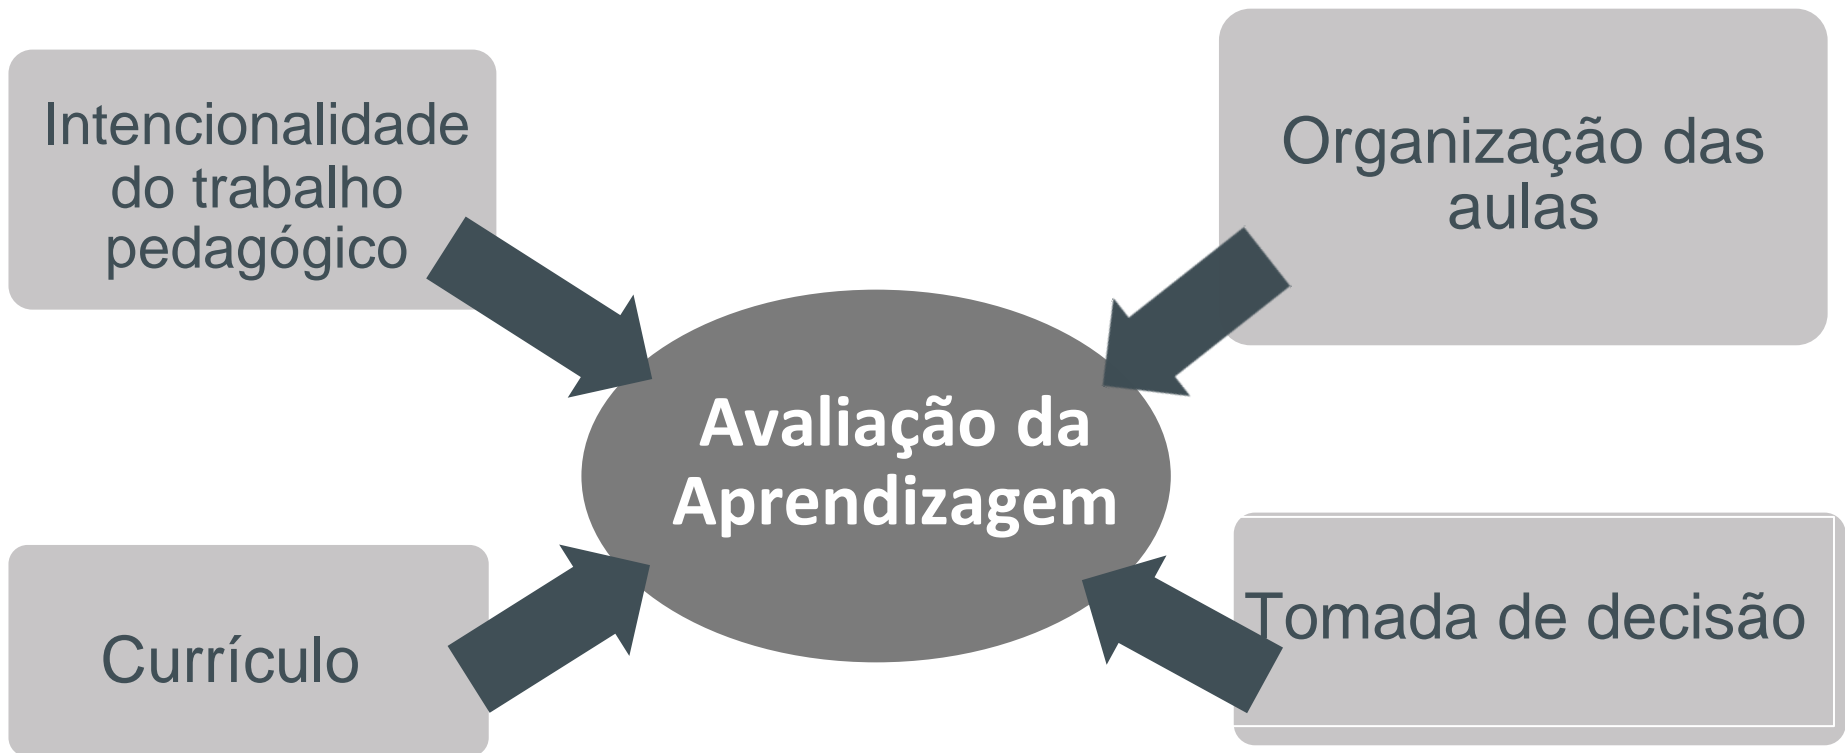 Intencionalidade
do trabalho
pedagógico
Organização das
aulas
Avaliação da
Aprendizagem
Currículo
Tomada de decisão